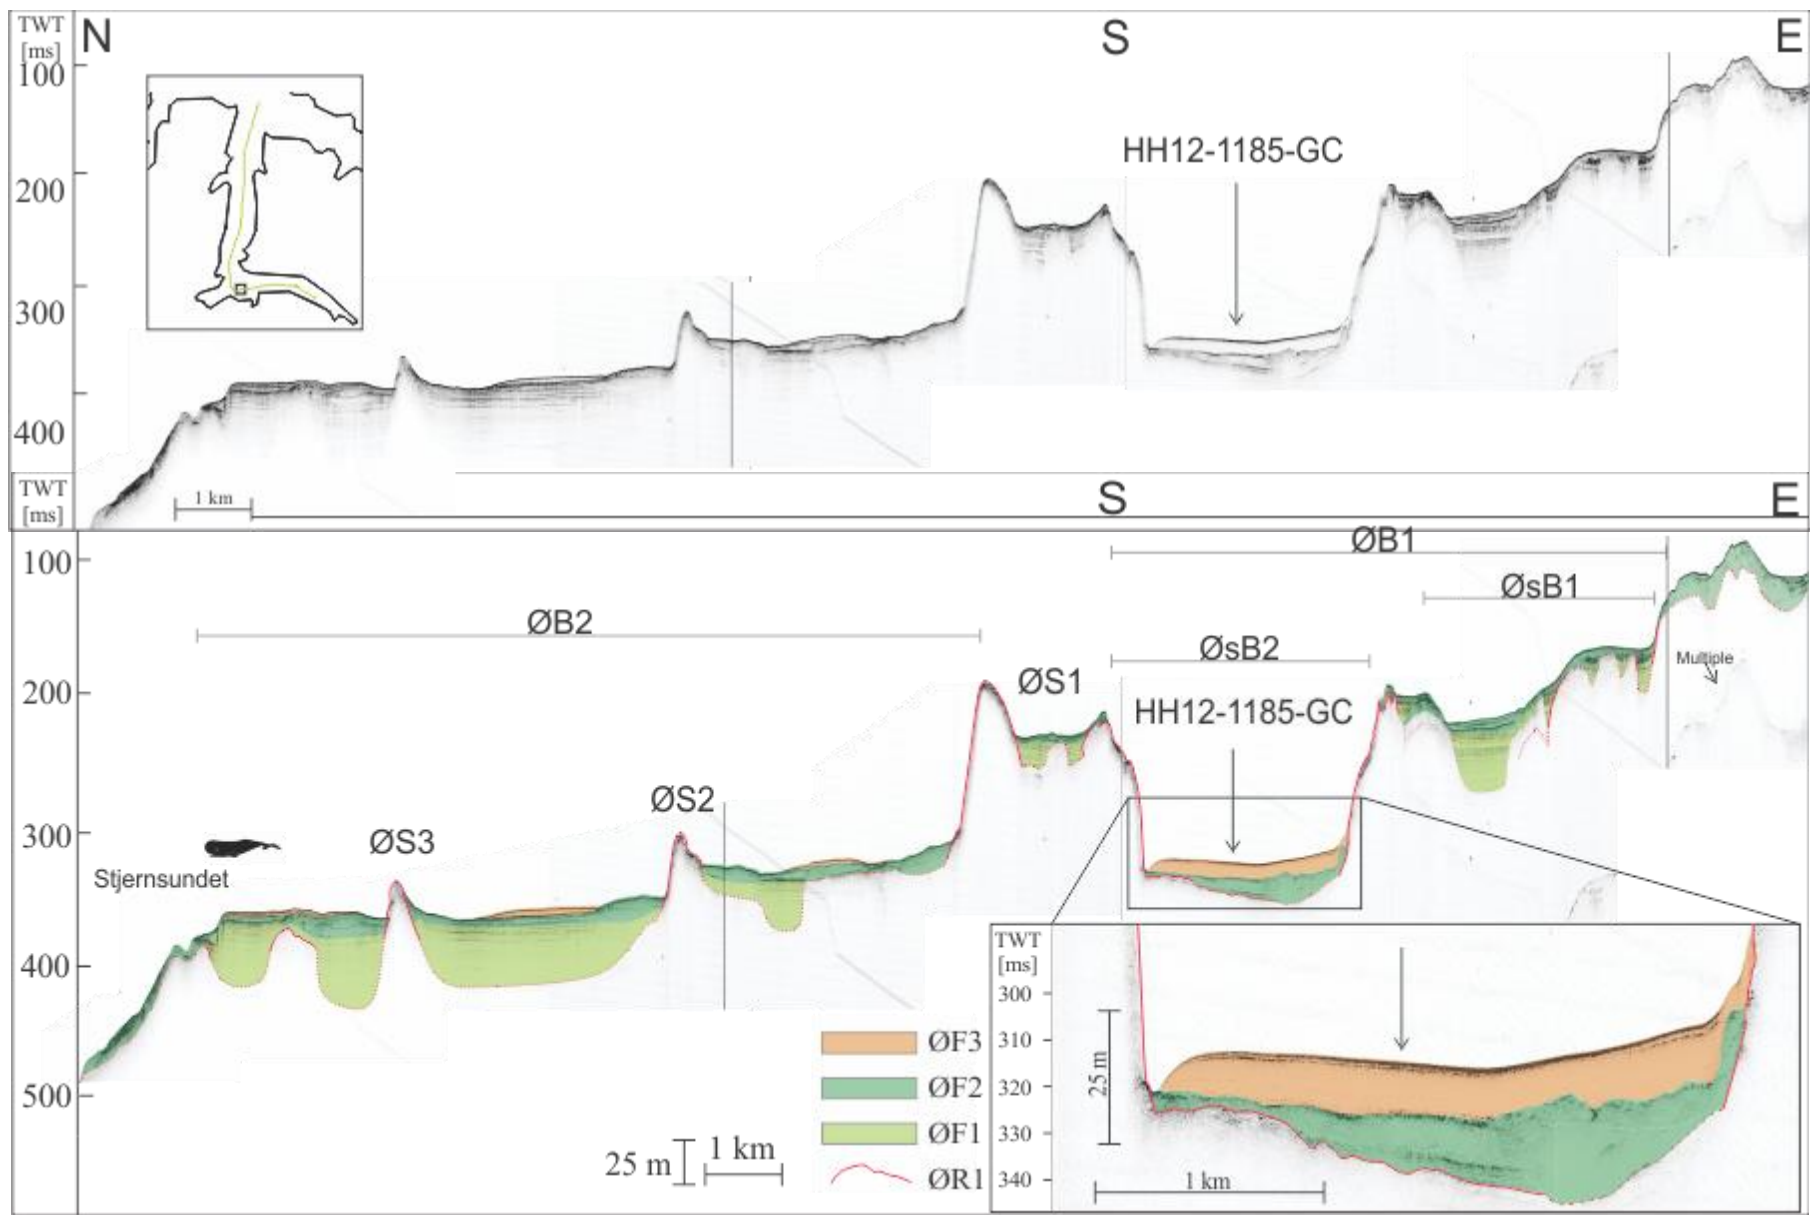 TWT
[ms]
N
S
E
100
200
300
400
HH12-1185-GC
1 km
TWT
[ms]
S
E
100
200
300
400
500
ØB1
ØsB1
ØB2
ØsB2
ØS1
HH12-1185-GC
Multiple
ØS2
ØS3
Stjernsundet
ØF3
ØF2
ØF1
ØR1
25 m
1 km
TWT
[ms]
300
310
320
330
340
25 m
1 km